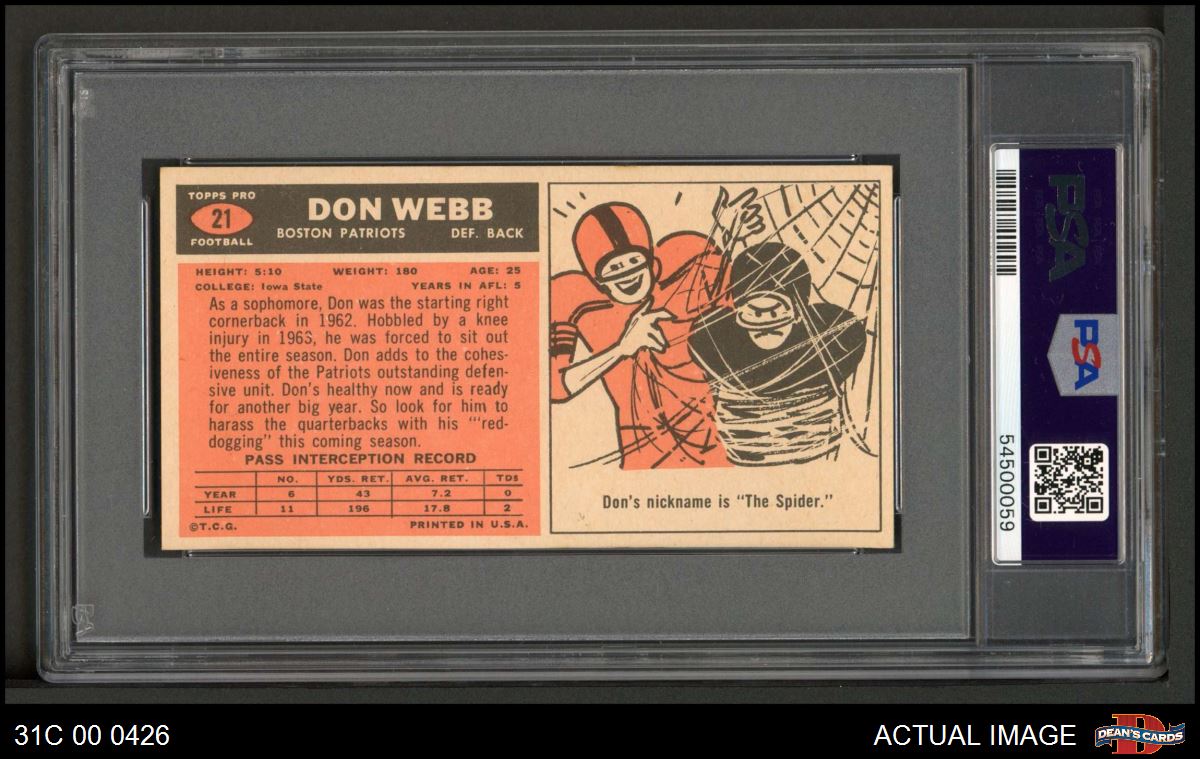 TOPPS PRO
21
FOOTBALL
DON WEBB
BOSTON PATRIOTS DEF. BACK
HEIGHT: 5:10 WEIGHT: 180 AGE: 25
COLLEGE: Iowa State YEARS IN AFL: 5
As a sophomore, Don was the starting right
cornerback in 1962. Hobbled by a knee
injury in 1963, he was forced to sit out
the entire season. Don adds to the cohes-
iveness of the Patriots outstanding defen-
sive unit. Don's healthy now and is ready
for another big year. So look for him to
harass the quarterbacks with his "'red-
dogging" this coming season.
PASS INTERCEPTION RECORD
NO. YDS. RET. AVG. RET. TDS
YEAR 6 43 7.2 0
LIFE 11 196 17.8 2
©T.C.G. PRINTED IN U.S.A.
Don's nickname is "The Spider."
PSA
PSA
54500059
31C 00 0426
ACTUAL IMAGE
DEAN'S CARDS